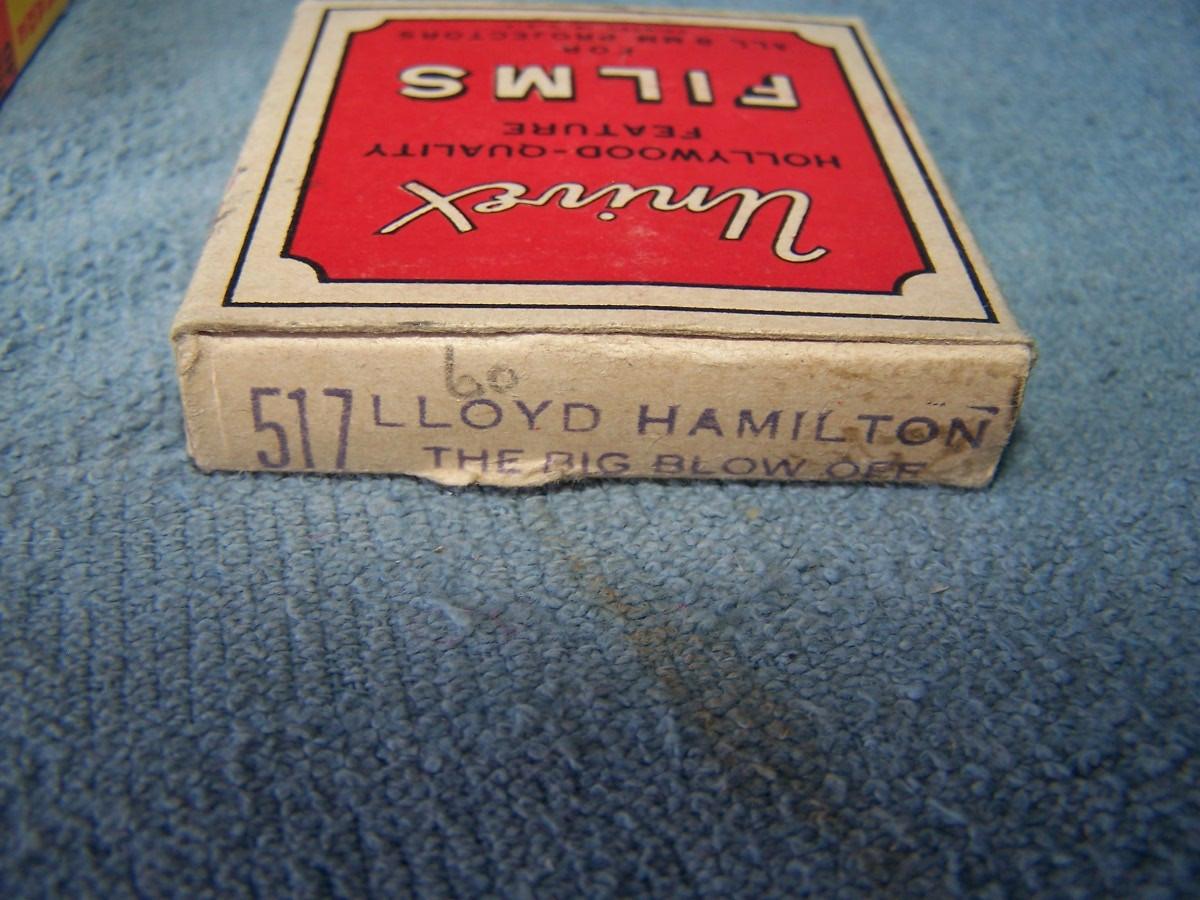 Univex
HOLLYWOOD-QUALITY
FEATURE
FILMS
FOR
ALL 8 MM PROJECTORS
60
517 LLOYD HAMILTON
THE BIG BLOW OFF